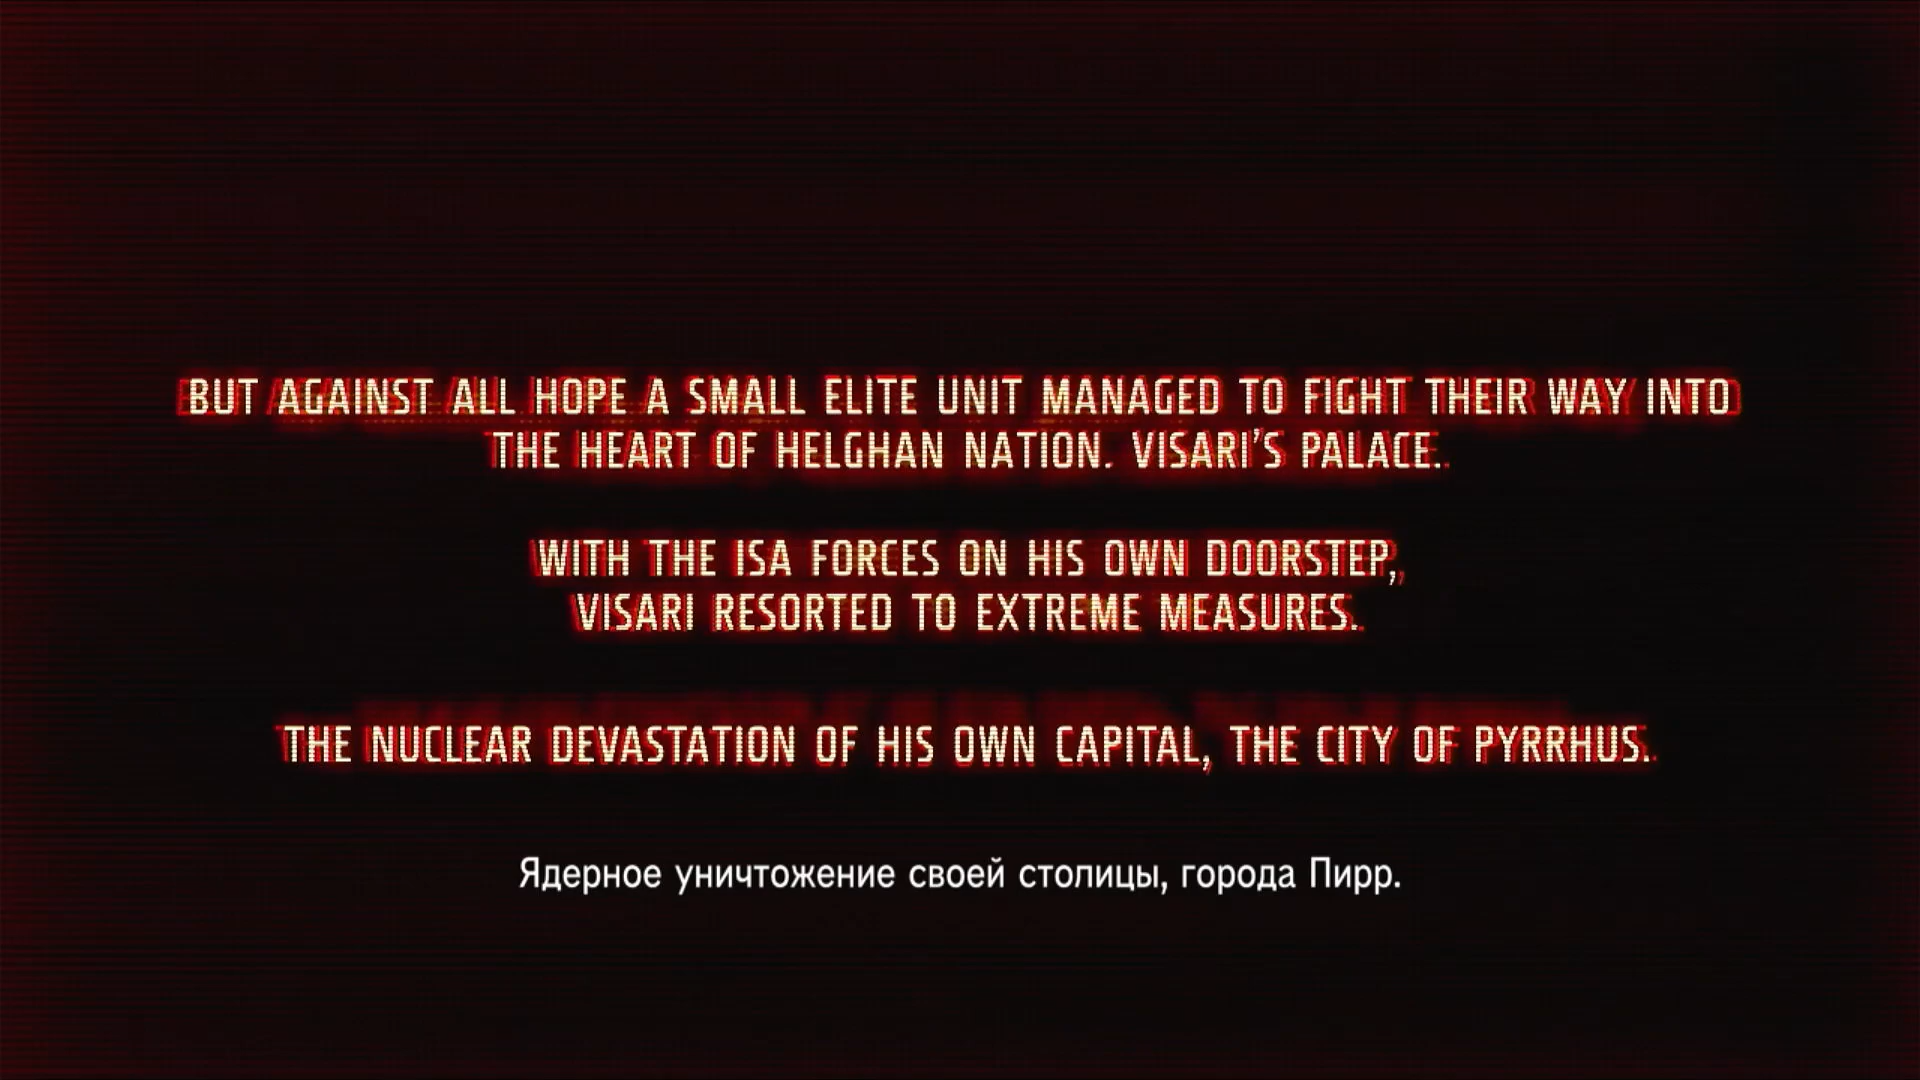 BUT AGAINST ALL HOPE A SMALL ELITE UNIT MANAGED TO FIGHT THEIR WAY INTO
THE HEART OF HELGHAN NATION. VISARI'S PALACE.
WITH THE ISA FORCES ON HIS OWN DOORSTEP,
VISARI RESORTED TO EXTREME MEASURES.
THE NUCLEAR DEVASTATION OF HIS OWN CAPITAL, THE CITY OF PYRRHUS.
Ядерное уничтожение своей столицы, города Пирр.